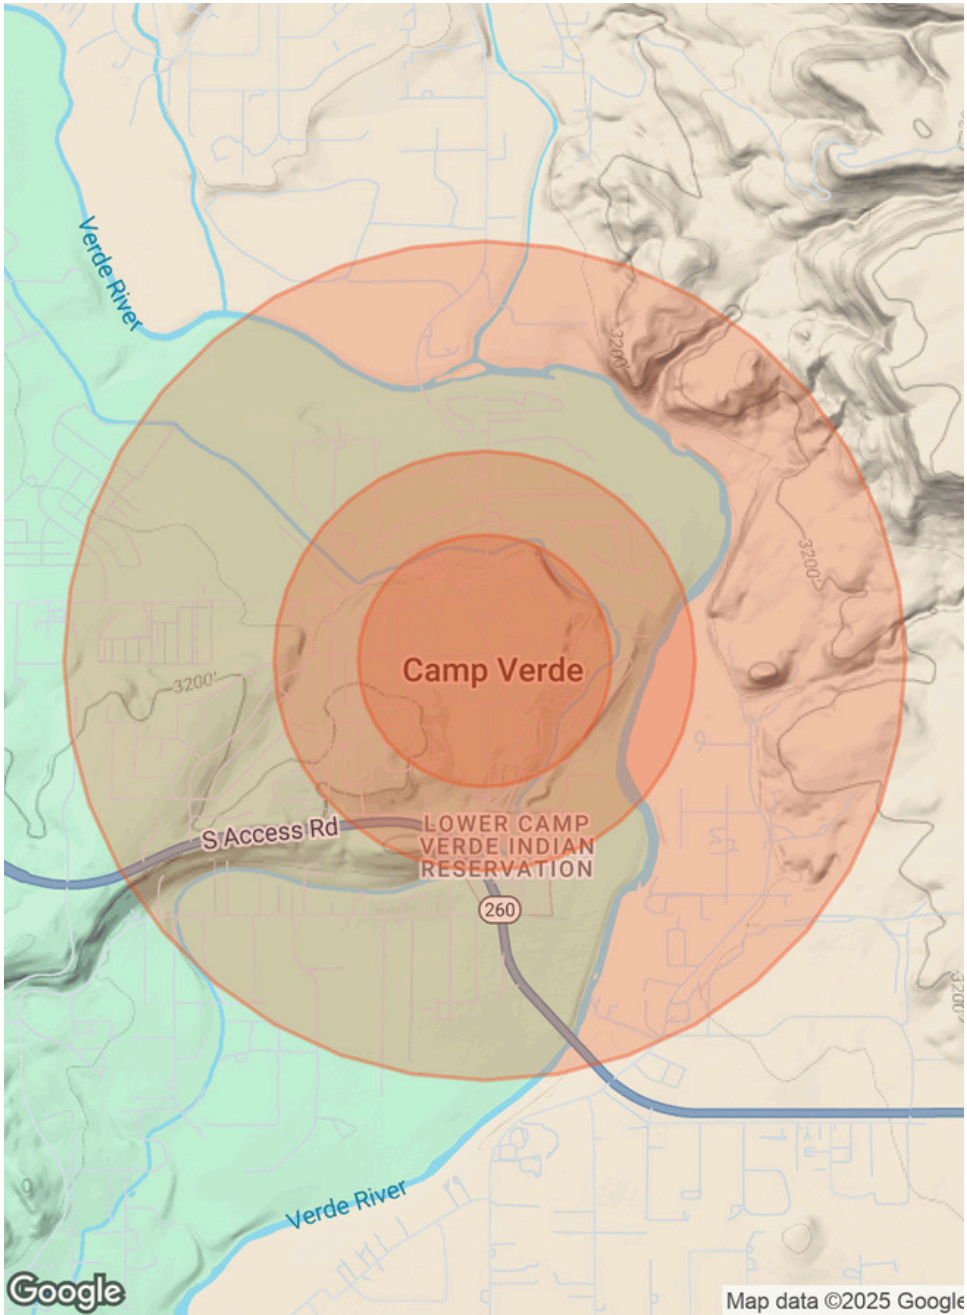 Verde River
3200'
3200'
Camp Verde
3200'
S Access Rd
LOWER CAMP
VERDE INDIAN
RESERVATION
260
3200'
Verde River
Google
Map data ©2025 Google